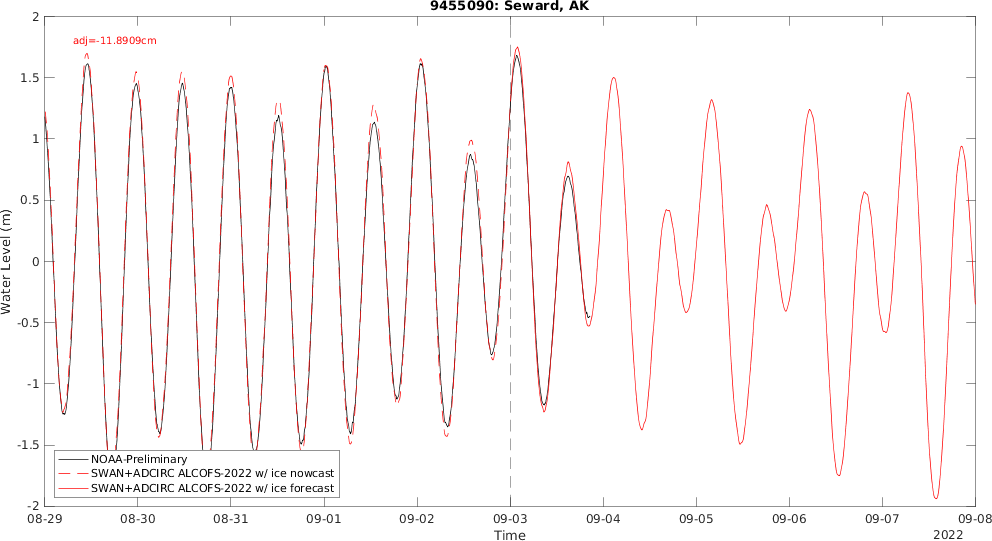 9455090: Seward, AK
adj=-11.8909cm
Water Level (m)
2
1.5
1
0.5
0
-0.5
-1
-1.5
-2
NOAA-Preliminary
SWAN+ADCIRC ALCOFS-2022 w/ ice nowcast
SWAN+ADCIRC ALCOFS-2022 w/ ice forecast
08-29 08-30 08-31 09-01 09-02 09-03 09-04 09-05 09-06 09-07 09-08
Time
2022